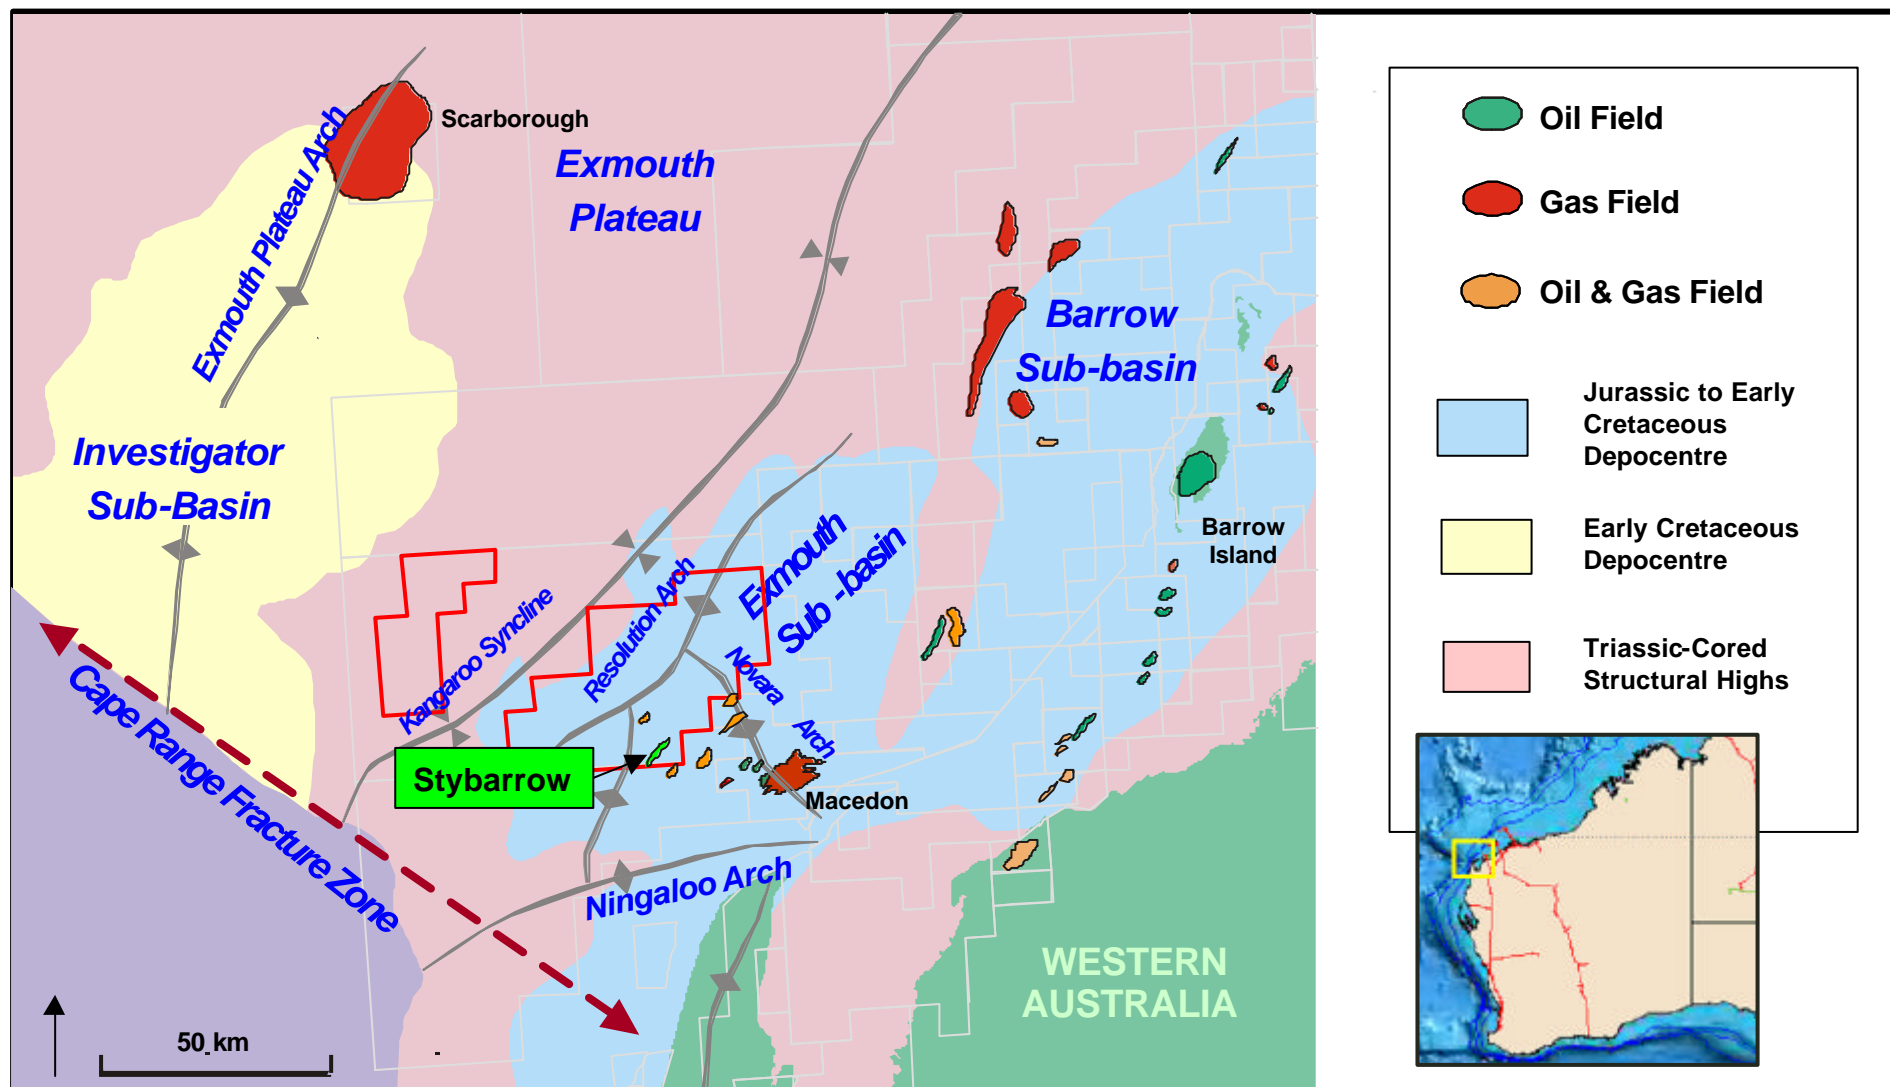 Scarborough
Exmouth Plateau Arch
Exmouth
Plateau
Barrow
Sub-basin
Investigator
Sub-Basin
Barrow
Island
Exmouth
Sub -basin
Resolution Arch
Kangaroo Syncline
Novara Arch
Cape Range Fracture Zone
Stybarrow
Macedon
Ningaloo Arch
WESTERN
AUSTRALIA
50 km
Oil Field
Gas Field
Oil & Gas Field
Jurassic to Early
Cretaceous
Depocentre
Early Cretaceous
Depocentre
Triassic-Cored
Structural Highs